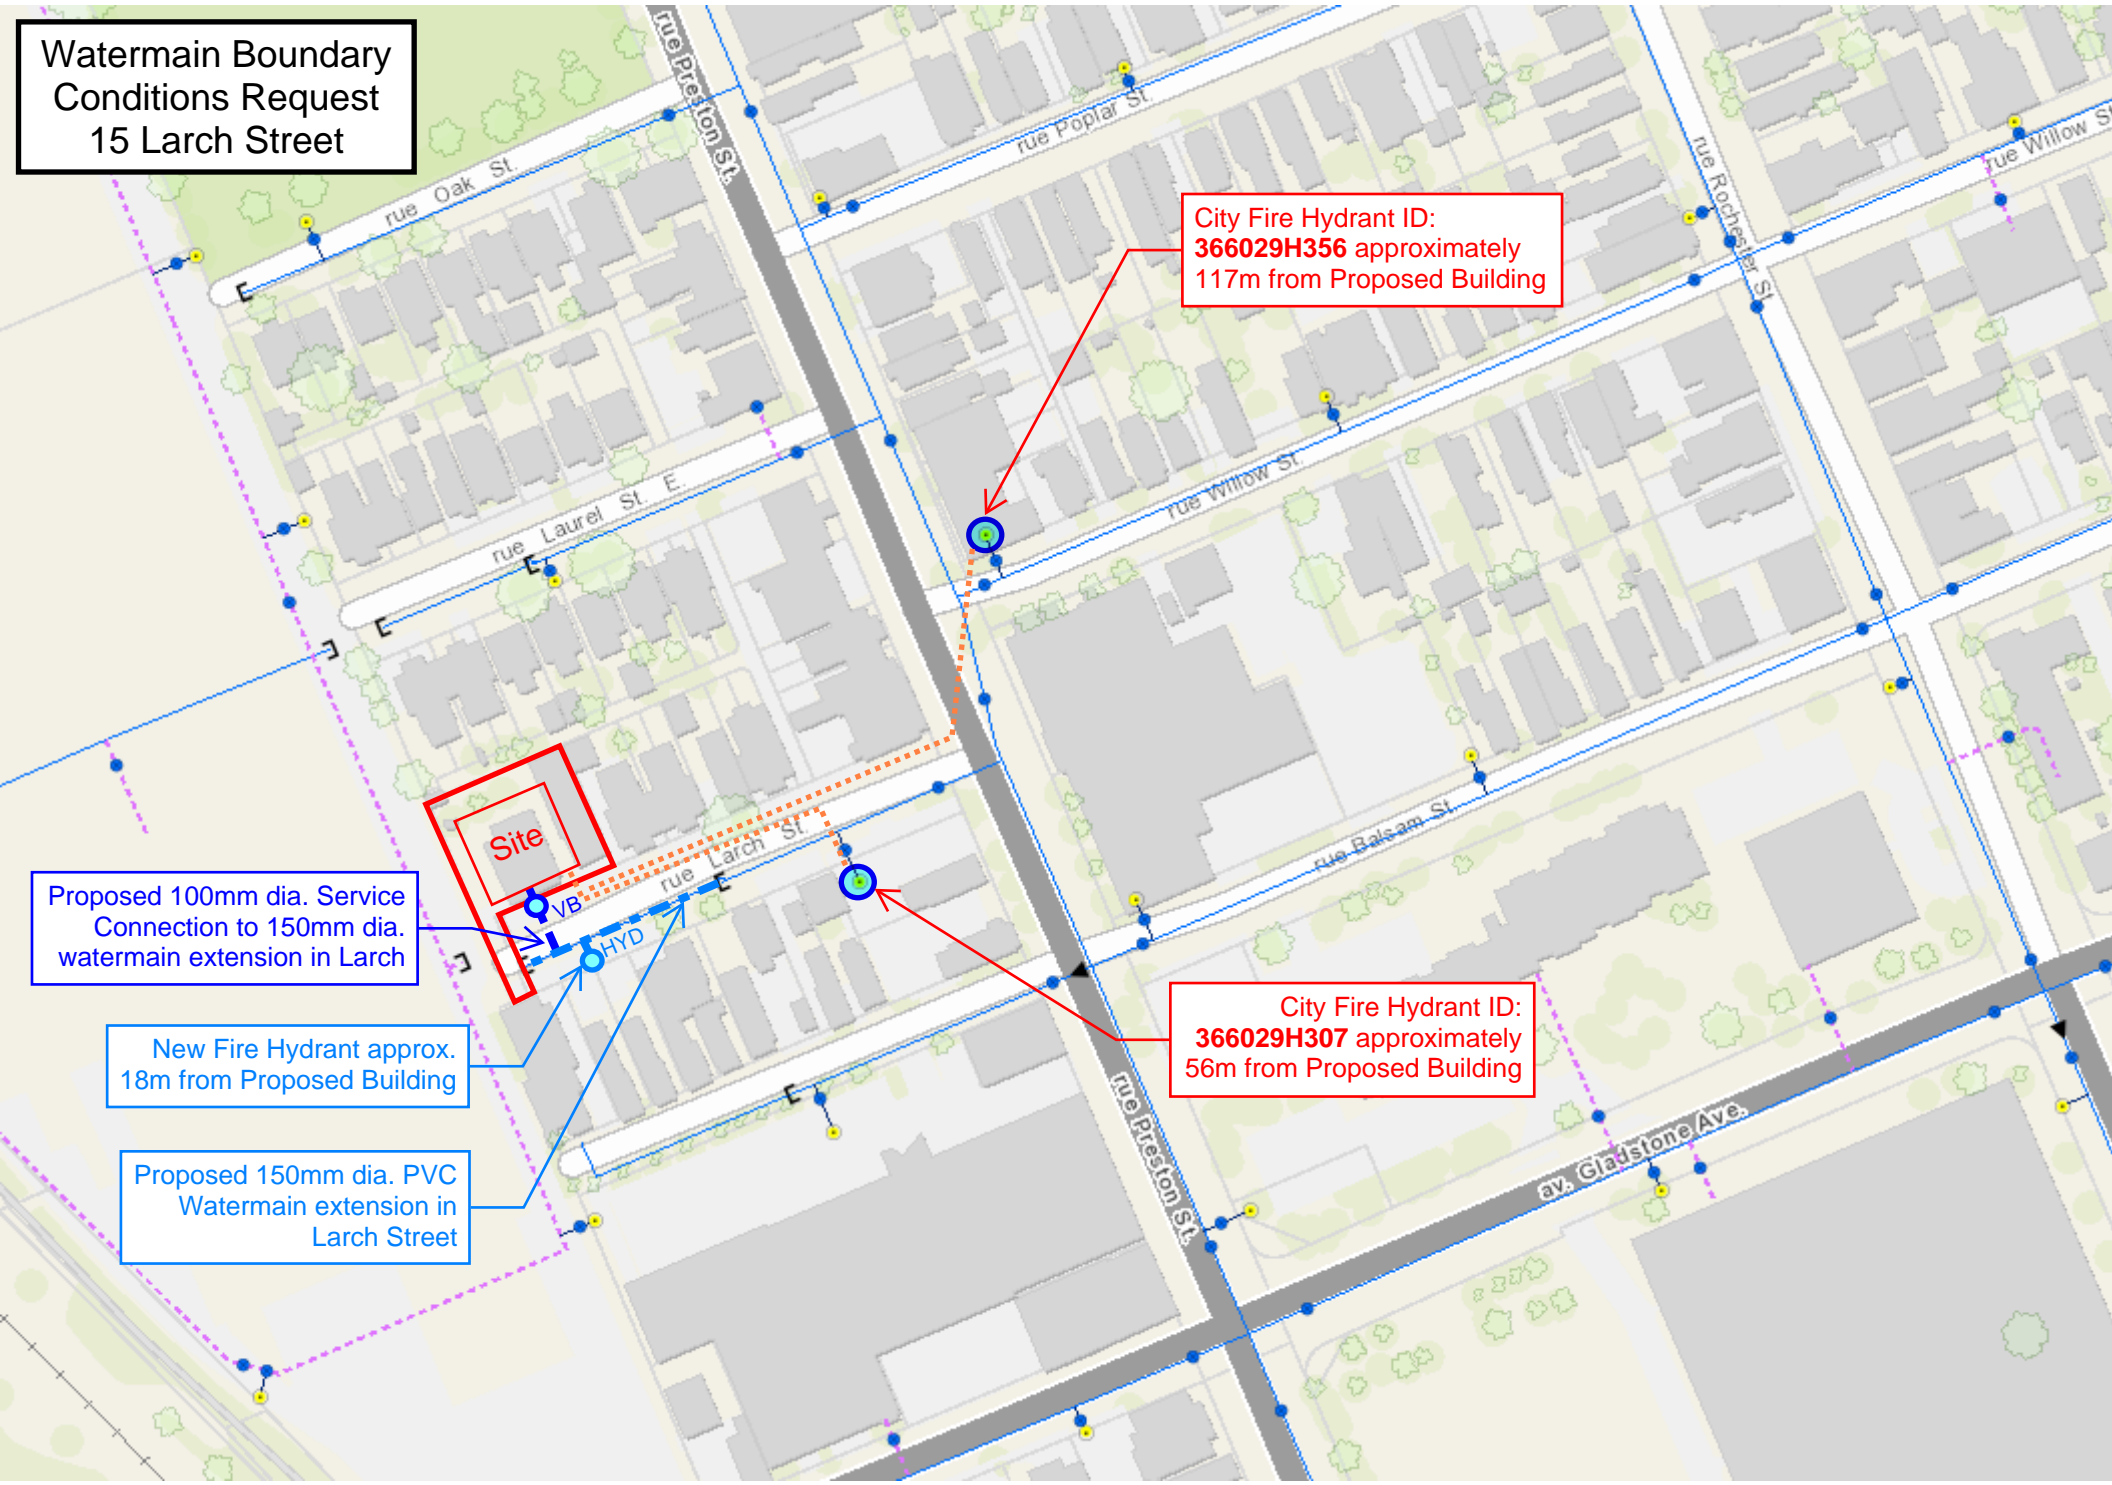 Watermain Boundary
Conditions Request
15 Larch Street
rue Preston St.
rue Oak St.
rue Poplar St.
rue Rochester St.
rue Willow St.
City Fire Hydrant ID:
366029H356 approximately
117m from Proposed Building
rue Laurel St. E.
rue Willow St.
Site
rue Larch St.
rue Balsam St.
VB
HYD
Proposed 100mm dia. Service
Connection to 150mm dia.
watermain extension in Larch
City Fire Hydrant ID:
366029H307 approximately
56m from Proposed Building
New Fire Hydrant approx.
18m from Proposed Building
rue Preston St.
av. Gladstone Ave.
Proposed 150mm dia. PVC
Watermain extension in
Larch Street